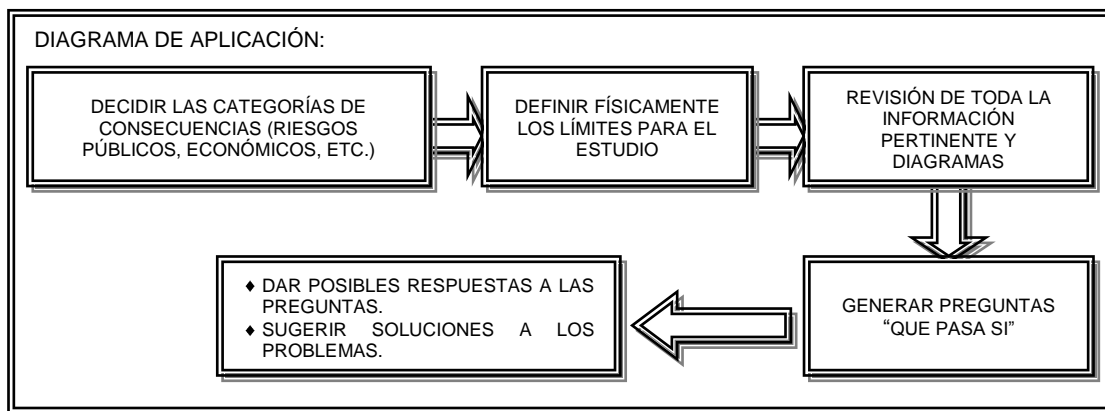 DIAGRAMA DE APLICACIÓN:
DECIDIR LAS CATEGORÍAS DE
CONSECUENCIAS (RIESGOS
PÚBLICOS, ECONÓMICOS, ETC.)
DEFINIR FÍSICAMENTE
LOS LÍMITES PARA EL
ESTUDIO
REVISIÓN DE TODA LA
INFORMACIÓN
PERTINENTE Y
DIAGRAMAS
GENERAR PREGUNTAS
“QUE PASA SI”
♦ DAR POSIBLES RESPUESTAS A LAS
PREGUNTAS.
♦ SUGERIR SOLUCIONES A LOS
PROBLEMAS.